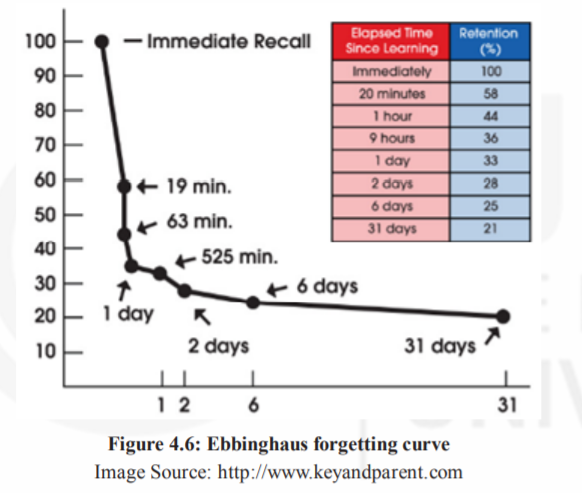 100
— Immediate Recall
90
80
70
60
19 min.
50
63 min.
40
525 min.
30
6 days
1 day
20
2 days
31 days
10
1 2 6 31
Elapsed Time Since Learning Retention (%)
Immediately 100
20 minutes 58
1 hour 44
9 hours 36
1 day 33
2 days 28
6 days 25
31 days 21
Figure 4.6: Ebbinghaus forgetting curve
Image Source: http://www.keyandparent.com